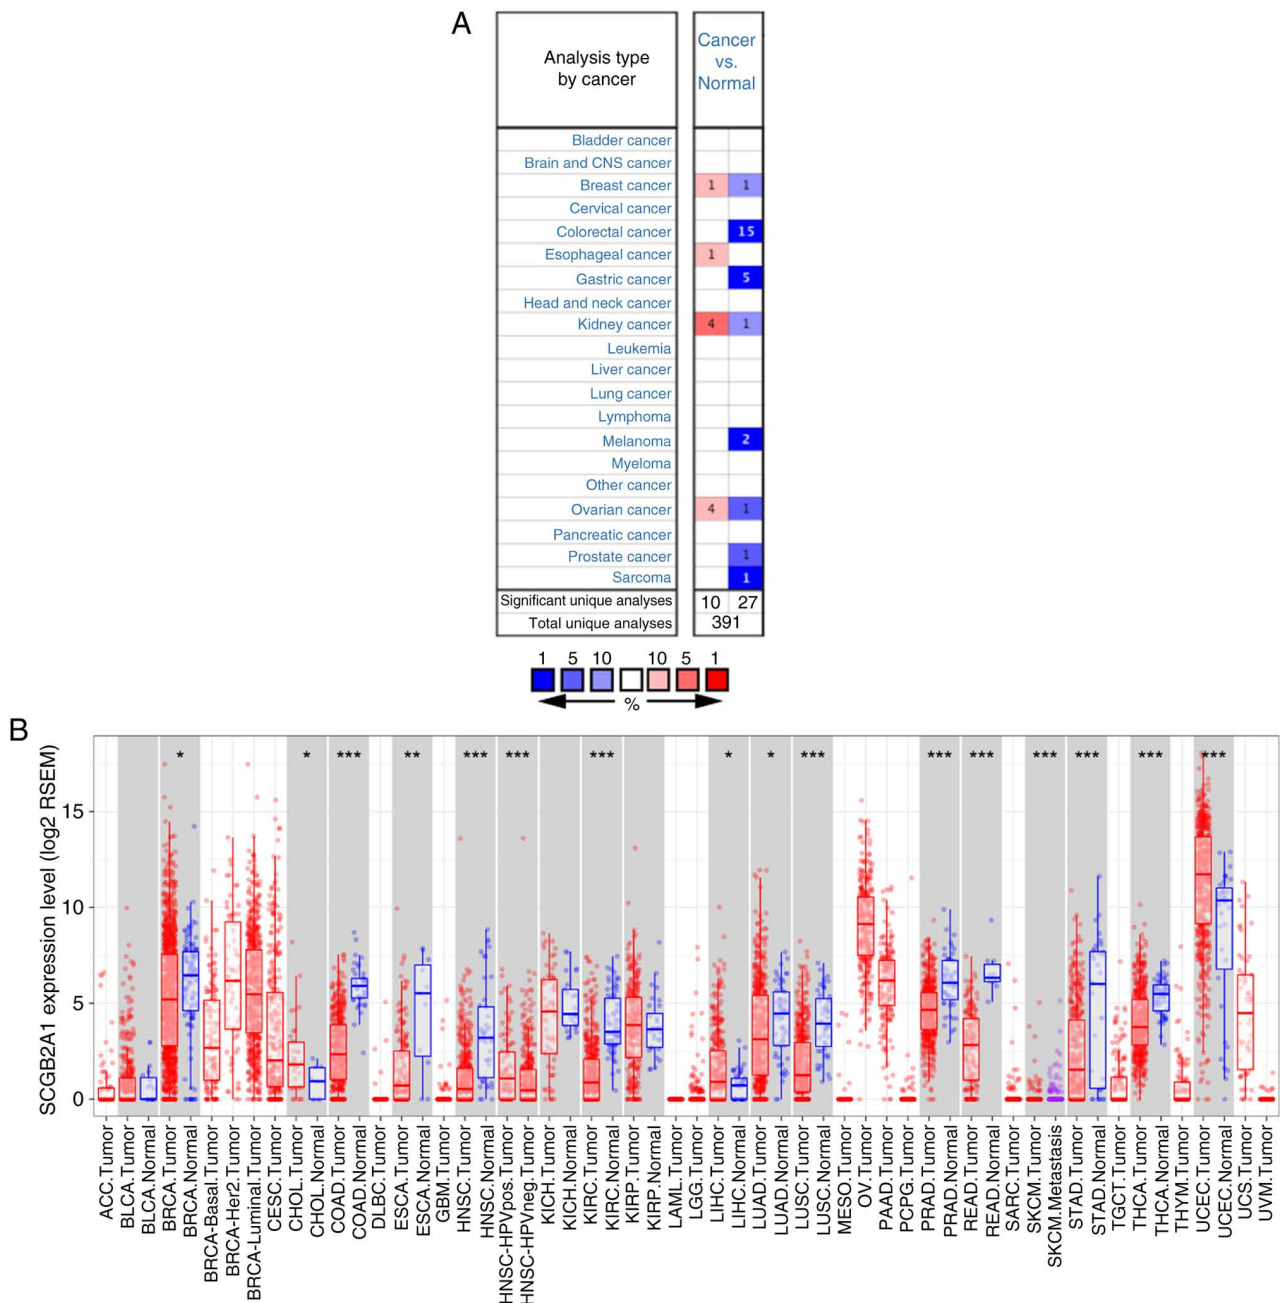 A
Analysis type
by cancer
Cancer
vs.
Normal
Bladder cancer
Brain and CNS cancer
Breast cancer 1 1
Cervical cancer
Colorectal cancer 15
Esophageal cancer 1
Gastric cancer 5
Head and neck cancer
Kidney cancer 4 1
Leukemia
Liver cancer
Lung cancer
Lymphoma
Melanoma 2
Myeloma
Other cancer
Ovarian cancer 4 1
Pancreatic cancer
Prostate cancer 1
Sarcoma 1
Significant unique analyses 10 27
Total unique analyses 391
1 5 10 10 5 1
%
B
SCGB2A1 expression level (log2 RSEM)
* * *** ** *** *** *** * * *** *** *** *** *** *** ***
15
10
5
0
ACC.Tumor
BLCA.Tumor
BLCA.Normal
BRCA.Tumor
BRCA.Normal
BRCA-Basal.Tumor
BRCA-Her2.Tumor
BRCA-Luminal.Tumor
CESC.Tumor
CHOL.Tumor
CHOL.Normal
COAD.Tumor
COAD.Normal
DLBC.Tumor
ESCA.Tumor
ESCA.Normal
GBM.Tumor
HNSC.Tumor
HNSC.Normal
HNSC-HPVpos.Tumor
HNSC-HPVneg.Tumor
KICH.Tumor
KICH.Normal
KIRC.Tumor
KIRC.Normal
KIRP.Tumor
KIRP.Normal
LAML.Tumor
LGG.Tumor
LIHC.Tumor
LIHC.Normal
LUAD.Tumor
LUAD.Normal
LUSC.Tumor
LUSC.Normal
MESO.Tumor
OV.Tumor
PAAD.Tumor
PCPG.Tumor
PRAD.Tumor
PRAD.Normal
READ.Tumor
READ.Normal
SARC.Tumor
SKCM.Tumor
SKCM.Metastasis
STAD.Tumor
STAD.Normal
TGCT.Tumor
THCA.Tumor
THCA.Normal
THYM.Tumor
UCEC.Tumor
UCEC.Normal
UCS.Tumor
UVM.Tumor